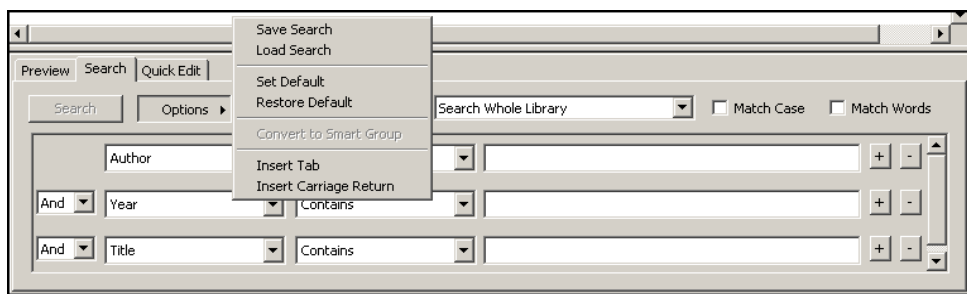 Save Search
Load Search
Set Default
Restore Default
Convert to Smart Group
Insert Tab
Insert Carriage Return
Preview Search Quick Edit
Search Options Search Whole Library Match Case Match Words
Author + -
And Year Contains + -
And Title Contains + -